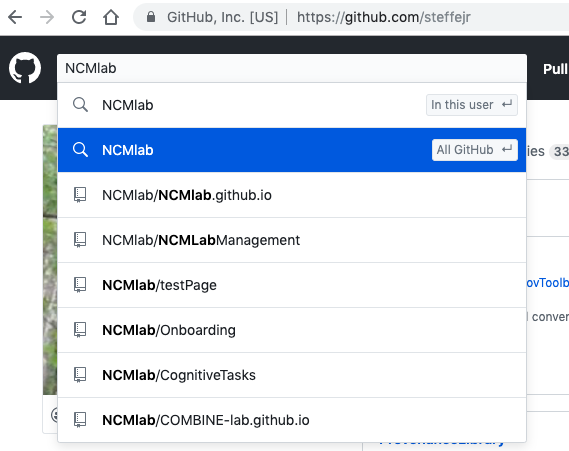 GitHub, Inc. [US] | https://github.com/steffejr
NCMlab
Pull
NCMlab In this user
NCMlab All GitHub
ies 33
NCMlab/NCMlab.github.io
NCMlab/NCMLabManagement
NCMlab/testPage
ovToolb
NCMlab/Onboarding
conver
NCMlab/CognitiveTasks
NCMlab/COMBINE-lab.github.io
ProvenanceLibrary